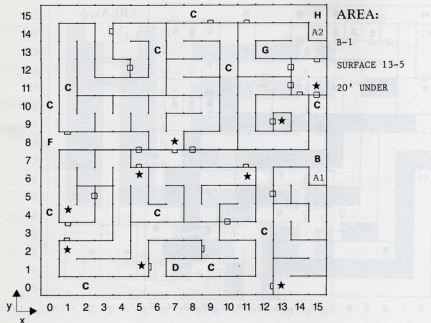 15 C H AREA:
14 A2
13 C G B-1
12 C SURFACE 13-5
11 C 20' UNDER
10 C C
9
8 F
7 B
6 A1
5
4 C C
3 C
2
1 D C
0 C
y 0 1 2 3 4 5 6 7 8 9 10 11 12 13 14 15
x